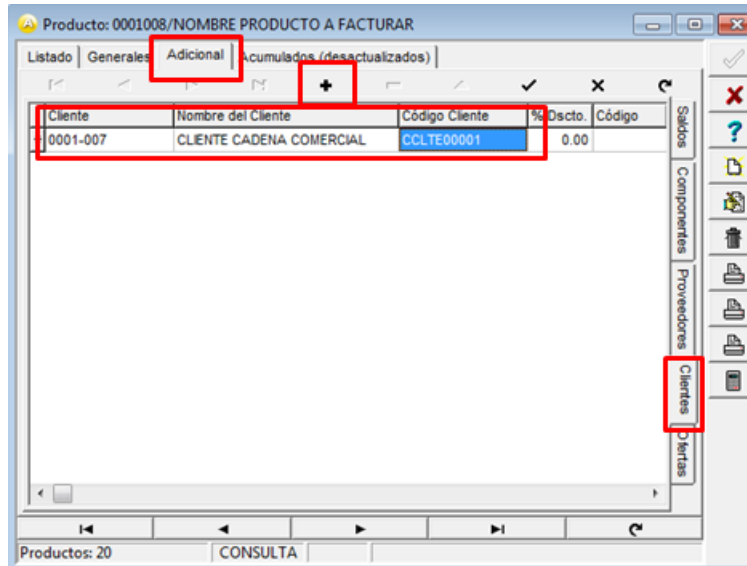 Producto: 0001008/NOMBRE PRODUCTO A FACTURAR
Listado Generales Adicional Acumulados (desactualizados)
Cliente Nombre del Cliente Código Cliente % Dscto. Código
0001-007 CLIENTE CADENA COMERCIAL CCLTE00001 0.00
Saldos
Componentes
Proveedores
Clientes
Ofertas
Productos: 20 CONSULTA